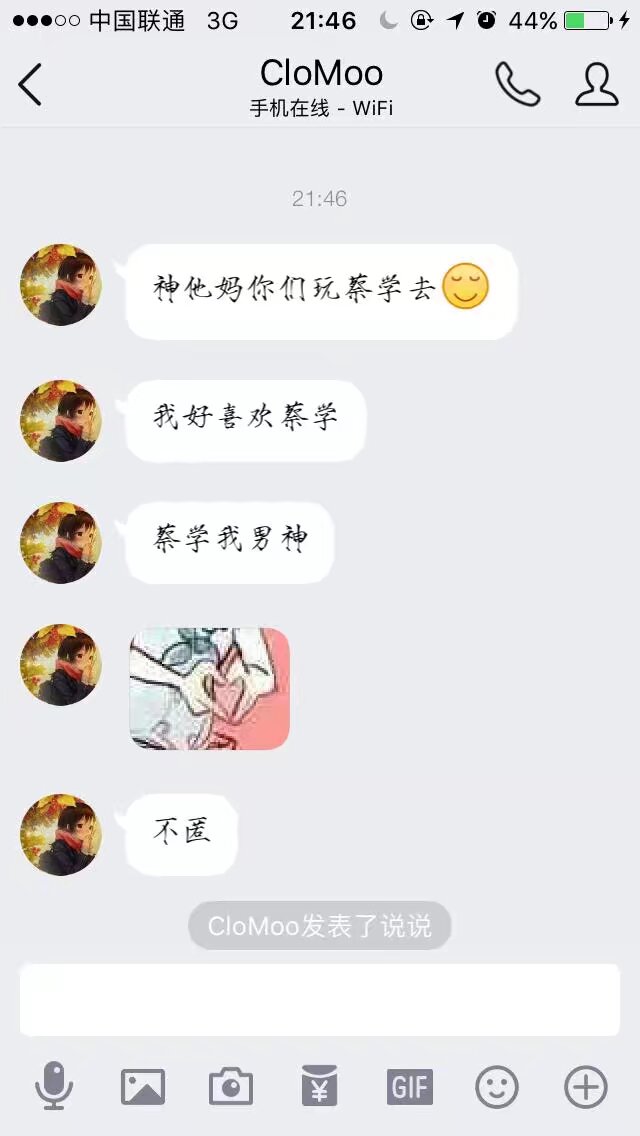 中国联通 3G 21:46 44%
CloMoo
手机在线 - WiFi
21:46
神他妈你们玩蔡学去
我好喜欢蔡学
蔡学我男神
不匿
CloMoo发表了说说
¥
GIF